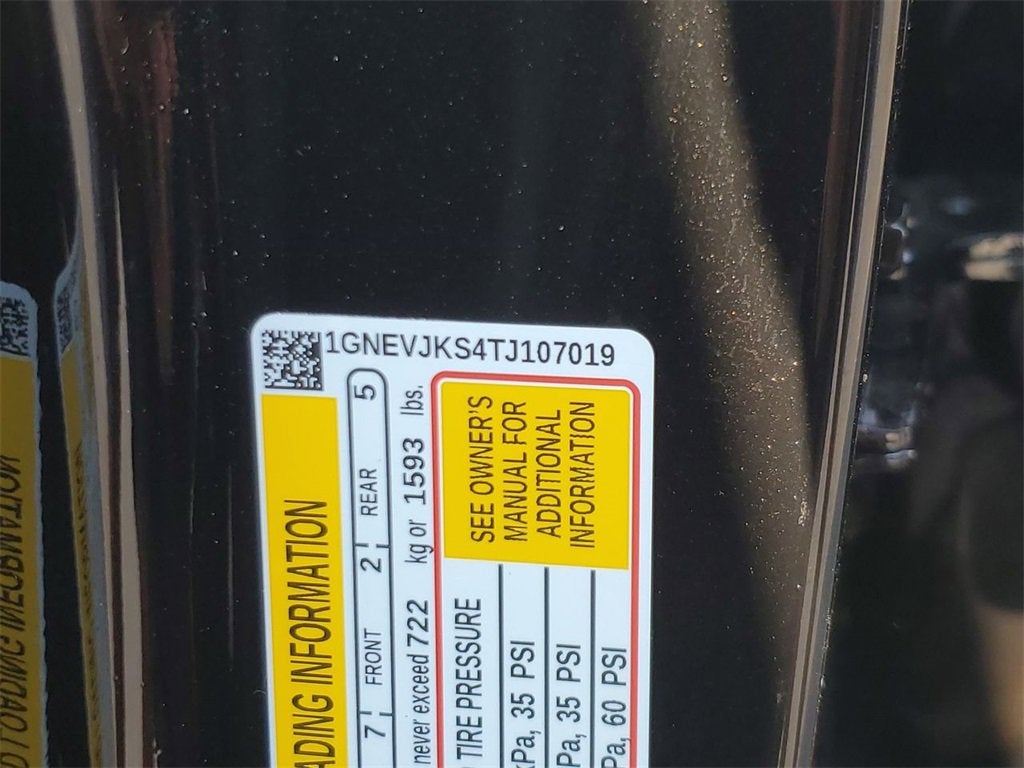 1GNEVJKS4TJ107019
ADING INFORMATION
7 FRONT 2 REAR 5
never exceed 722 kg or 1593 lbs.
TIRE PRESSURE
SEE OWNER'S
MANUAL FOR
ADDITIONAL
INFORMATION
kPa, 35 PSI
Pa, 35 PSI
Pa, 60 PSI